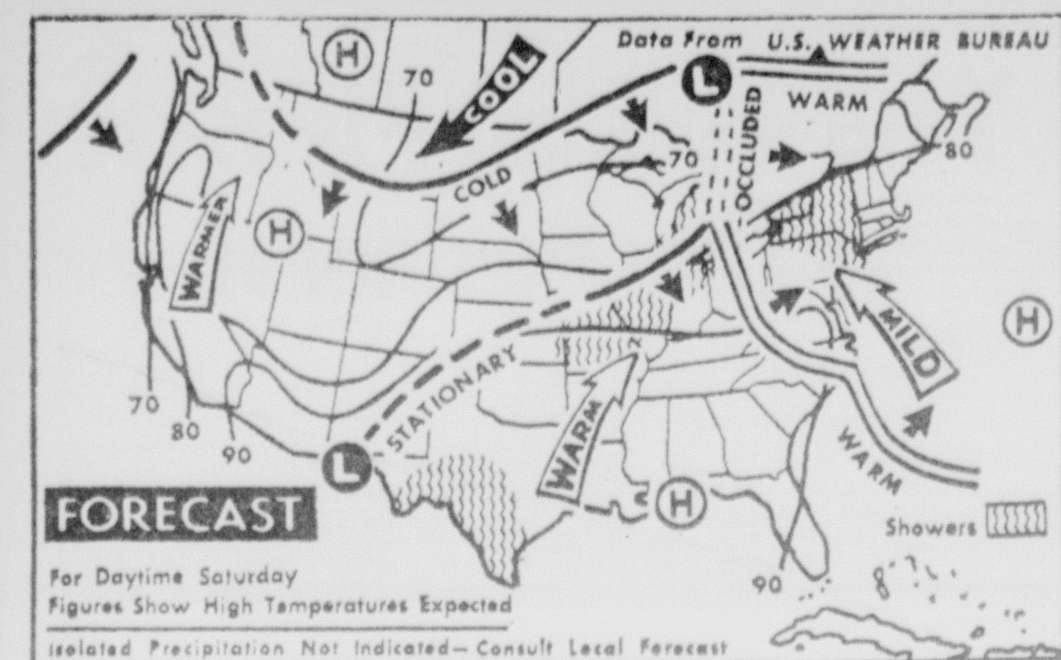 Data From U.S. WEATHER BUREAU
H
70
COOL
L
WARM
OCCLUDED
70
80
COLD
WARMER
H
H
MILD
STATIONARY
WARM
70
80
90
L
WARM
H
FORECAST
Showers
For Daytime Saturday
Figures Show High Temperatures Expected
90
Isolated Precipitation Not Indicated—Consult Local Forecast